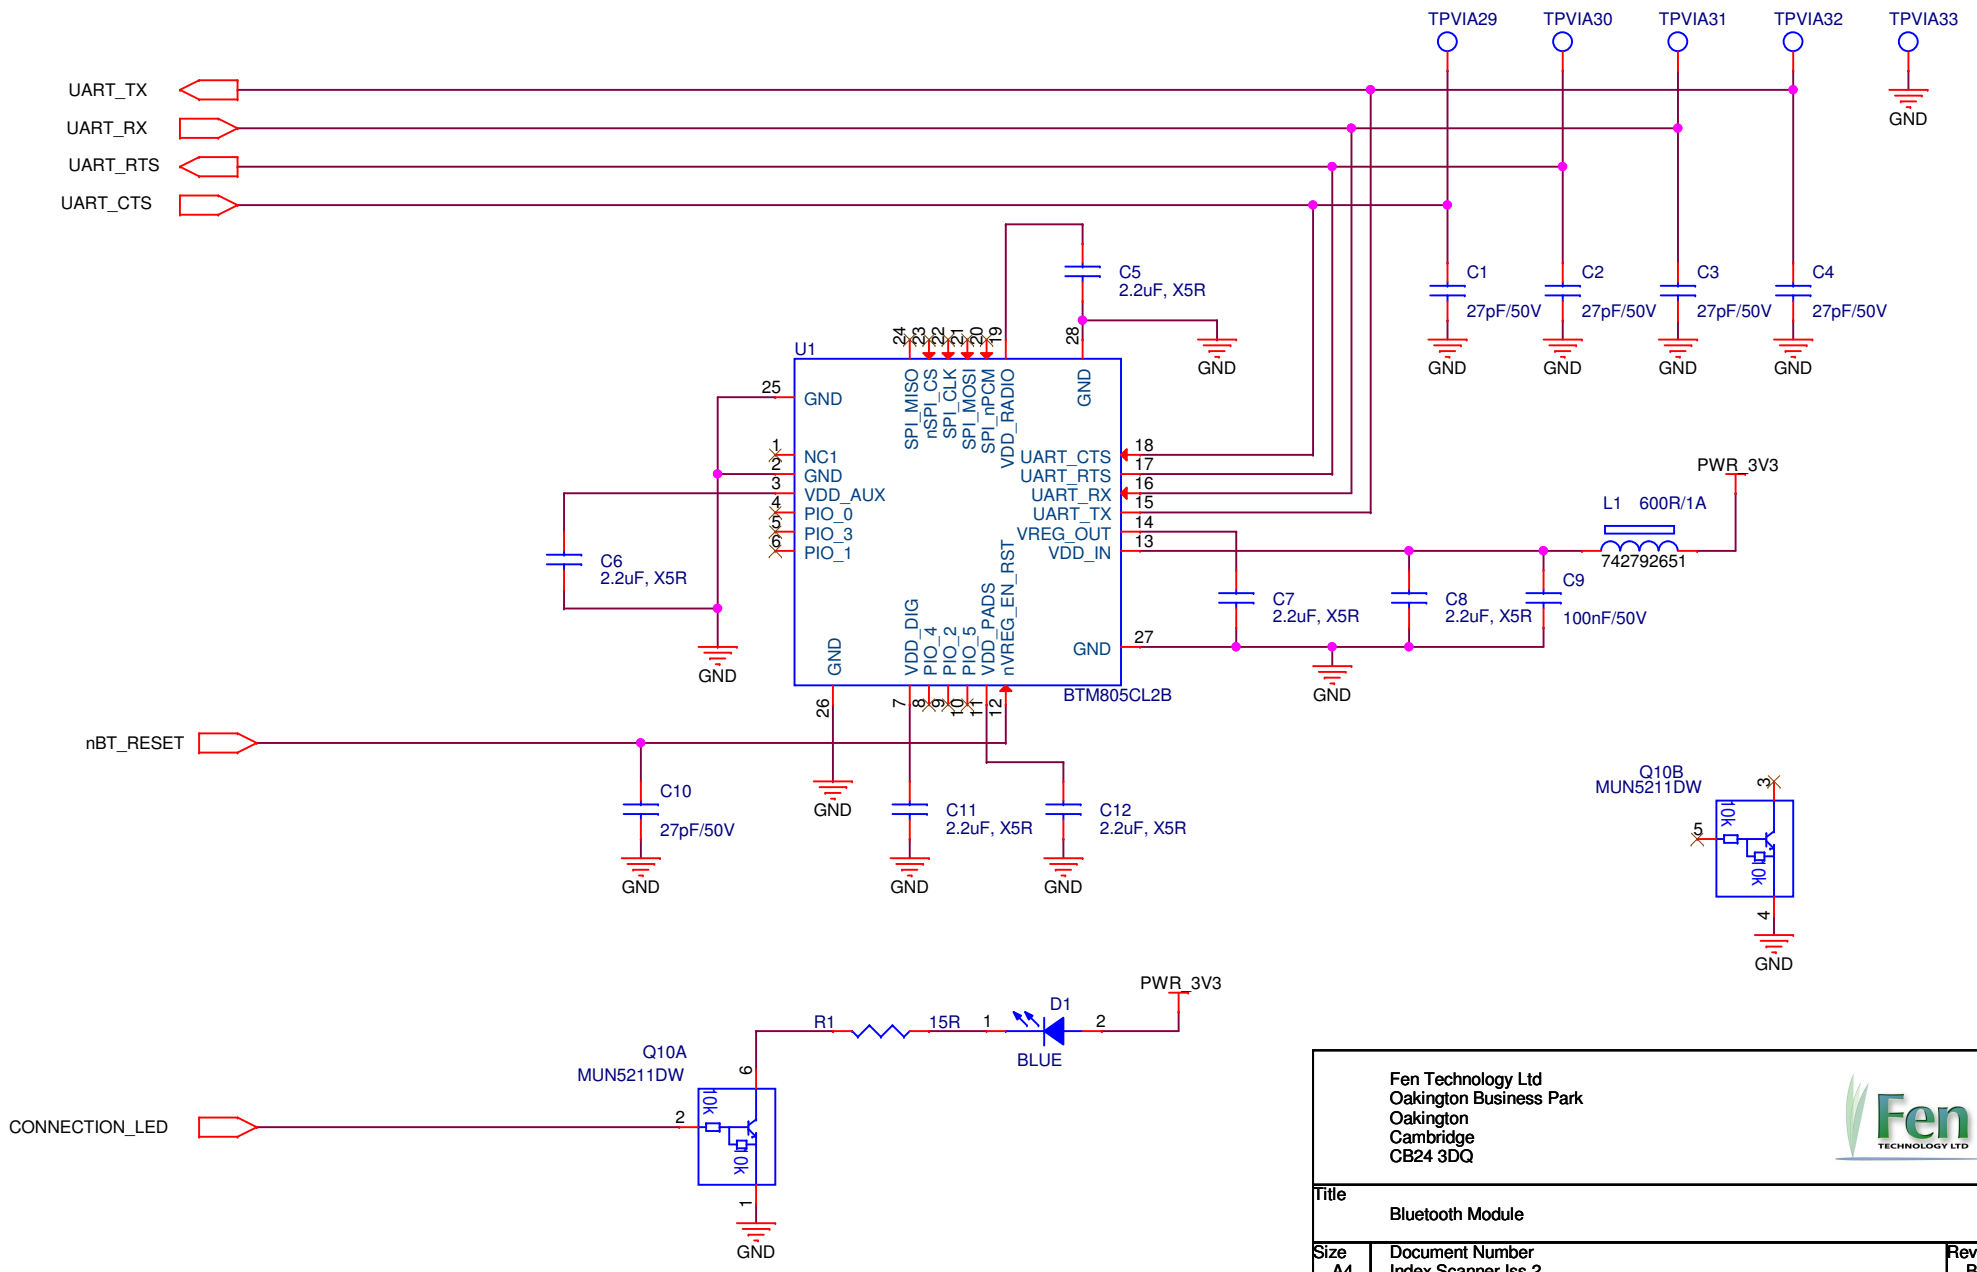 TPVIA29 TPVIA30 TPVIA31 TPVIA32 TPVIA33
UART_TX
UART_RX
UART_RTS
UART_CTS
GND
C5
2.2uF, X5R
C1
27pF/50V
C2
27pF/50V
C3
27pF/50V
C4
27pF/50V
GND
GND
GND
GND
GND
U1
24
23
22
21
20
19
28
SPI_MISO
nSPI_CS
SPI_CLK
SPI_MOSI
SPI_nPCM
VDD_RADIO
GND
25 GND
1 NC1
2 GND
3 VDD_AUX
4 PIO_0
5 PIO_3
6 PIO_1
UART_CTS 18
UART_RTS 17
UART_RX 16
UART_TX 15
VREG_OUT 14
VDD_IN 13
GND 27
GND
VDD_DIG
PIO_4
PIO_2
PIO_5
VDD_PADS
nVREG_EN_RST
26
7
8
9
10
11
12
BTM805CL2B
PWR_3V3
L1 600R/1A
742792651
C6
2.2uF, X5R
C7
2.2uF, X5R
C8
2.2uF, X5R
C9
100nF/50V
GND
GND
nBT_RESET
C10
27pF/50V
GND
GND
C11
2.2uF, X5R
GND
C12
2.2uF, X5R
GND
Q10B
MUN5211DW
3
10k
5
10k
4
GND
PWR_3V3
R1 15R 1 D1 2
BLUE
Q10A
MUN5211DW
6
10k
2
10k
1
GND
CONNECTION_LED
Fen Technology Ltd
Oakington Business Park
Oakington
Cambridge
CB24 3DQ
Fen
TECHNOLOGY LTD
Title
Bluetooth Module
Size Document Number Rev
A4 Index Scanner Iss 2 B